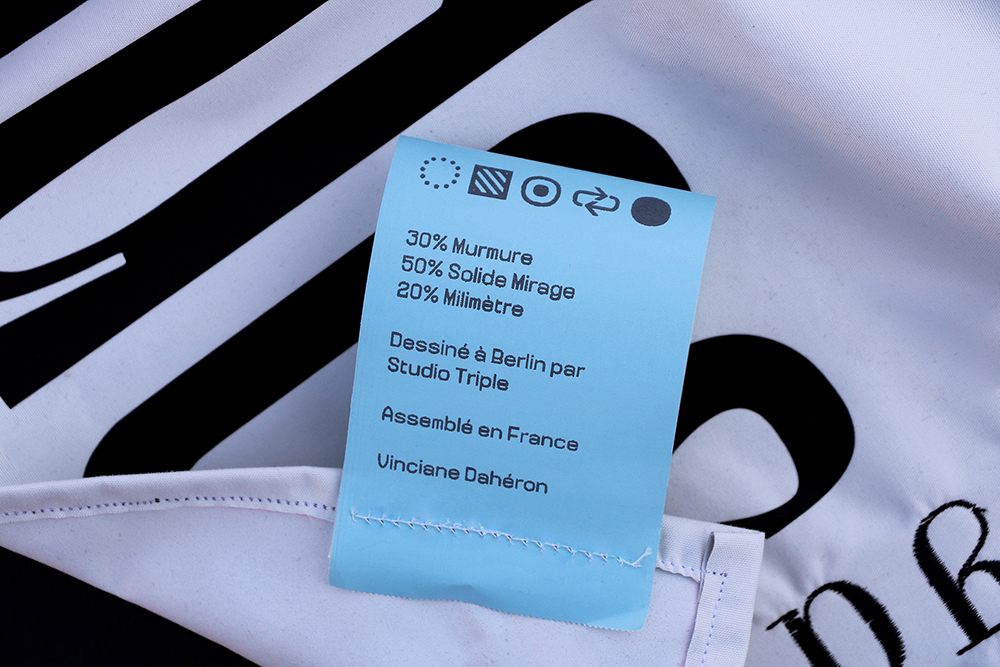 30% Murmure
50% Solide Mirage
20% Milimètre
Dessiné à Berlin par
Studio Triple
Assemblé en France
Vinciane Dahéron